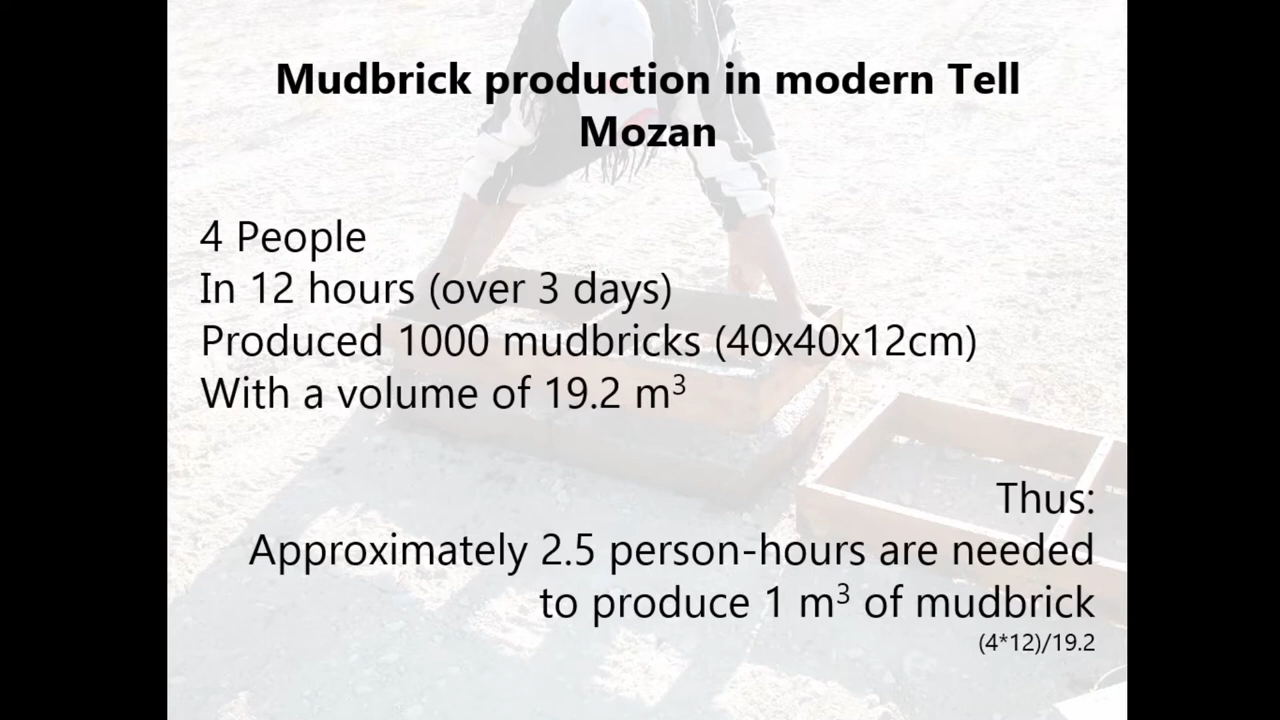 Mudbrick production in modern Tell
Mozan
4 People
In 12 hours (over 3 days)
Produced 1000 mudbricks (40x40x12cm)
With a volume of 19.2 m³
Thus:
Approximately 2.5 person-hours are needed
to produce 1 m³ of mudbrick
(4*12)/19.2